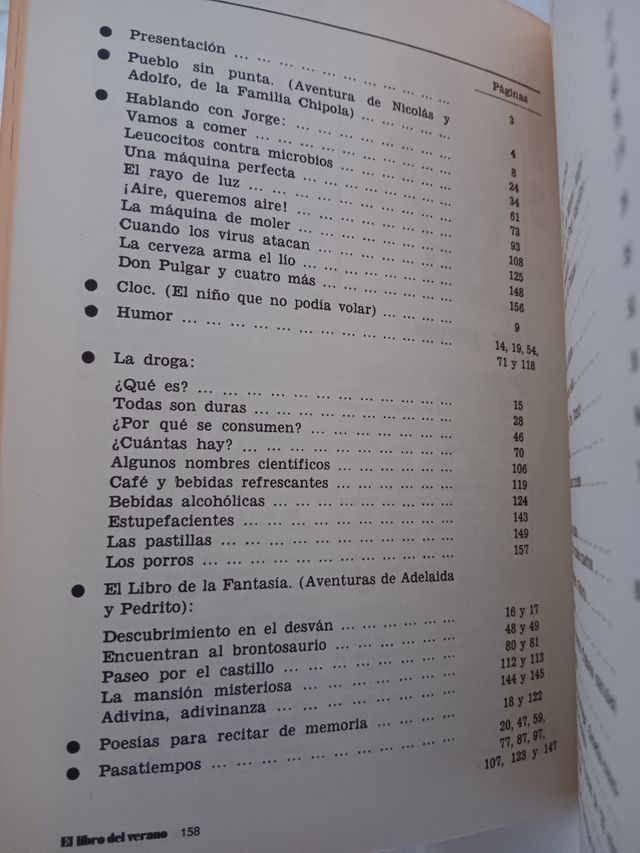 Páginas
● Presentación ... 3
● Pueblo sin punta. (Aventura de Nicolás y
Adolfo, de la Familia Chipola) ... 4
● Hablando con Jorge: ... 8
Vamos a comer ... 24
Leucocitos contra microbios ... 34
Una máquina perfecta ... 61
El rayo de luz ... 73
¡Aire, queremos aire! ... 93
La máquina de moler ... 108
Cuando los virus atacan ... 125
La cerveza arma el lío ... 148
Don Pulgar y cuatro más ... 156
● Cloc. (El niño que no podía volar) ... 9
● Humor ... 14, 19, 54,
71 y 118
● La droga:
¿Qué es? ... 15
Todas son duras ... 28
¿Por qué se consumen? ... 46
¿Cuántas hay? ... 70
Algunos nombres científicos ... 106
Café y bebidas refrescantes ... 119
Bebidas alcohólicas ... 124
Estupefacientes ... 143
Las pastillas ... 149
Los porros ... 157
● El Libro de la Fantasía. (Aventuras de Adelaida
y Pedrito):
Descubrimiento en el desván ... 16 y 17
Encuentran al brontosaurio ... 48 y 49
Paseo por el castillo ... 80 y 81
La mansión misteriosa ... 112 y 113
Adivina, adivinanza ... 144 y 145
● Poesías para recitar de memoria ... 18 y 122
● Pasatiempos ... 20, 47, 59,
77, 87, 97,
107, 123 y 147
El libro del verano 158